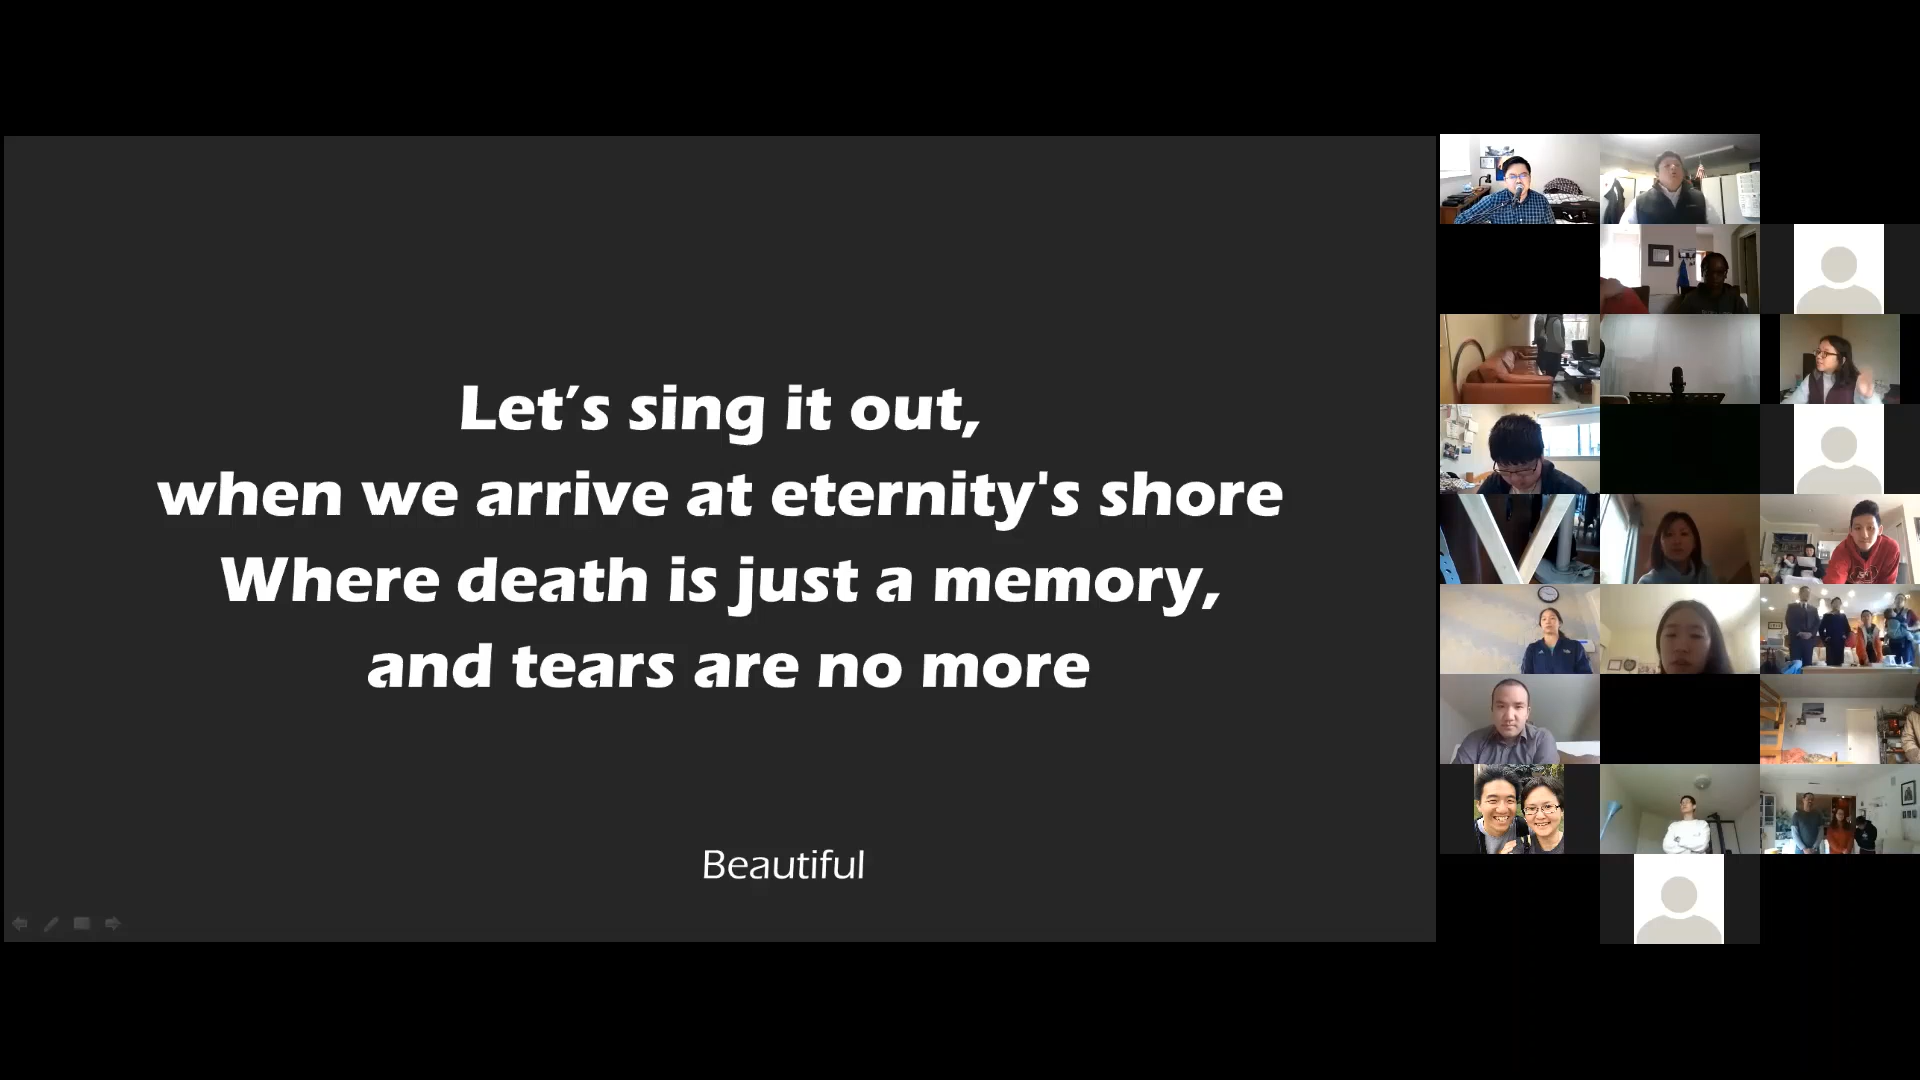 Let’s sing it out,
when we arrive at eternity's shore
Where death is just a memory,
and tears are no more
Beautiful